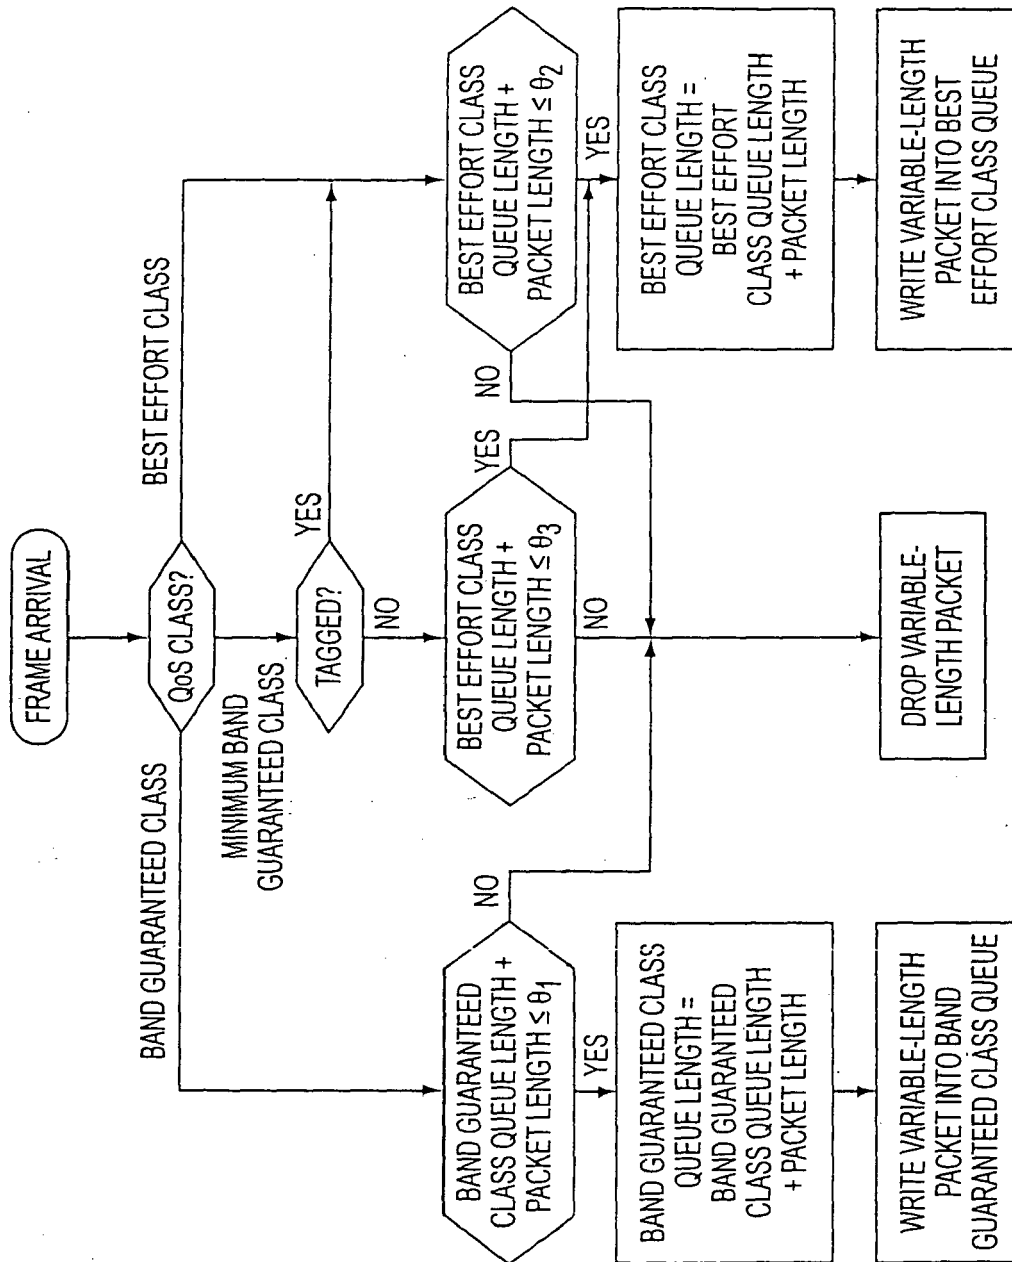 FRAME ARRIVAL
QoS CLASS?
BAND GUARANTEED CLASS
MINIMUM BAND
GUARANTEED CLASS
BEST EFFORT CLASS
TAGGED?
YES
NO
BAND GUARANTEED
CLASS QUEUE LENGTH +
PACKET LENGTH ≤ θ1
NO
YES
BEST EFFORT CLASS
QUEUE LENGTH +
PACKET LENGTH ≤ θ3
YES
NO
BEST EFFORT CLASS
QUEUE LENGTH +
PACKET LENGTH ≤ θ2
NO
YES
BAND GUARANTEED CLASS
QUEUE LENGTH =
BAND GUARANTEED
CLASS QUEUE LENGTH
+ PACKET LENGTH
BEST EFFORT CLASS
QUEUE LENGTH =
BEST EFFORT
CLASS QUEUE LENGTH
+ PACKET LENGTH
WRITE VARIABLE-LENGTH
PACKET INTO BAND
GUARANTEED CLASS QUEUE
DROP VARIABLE-
LENGTH PACKET
WRITE VARIABLE-LENGTH
PACKET INTO BEST
EFFORT CLASS QUEUE